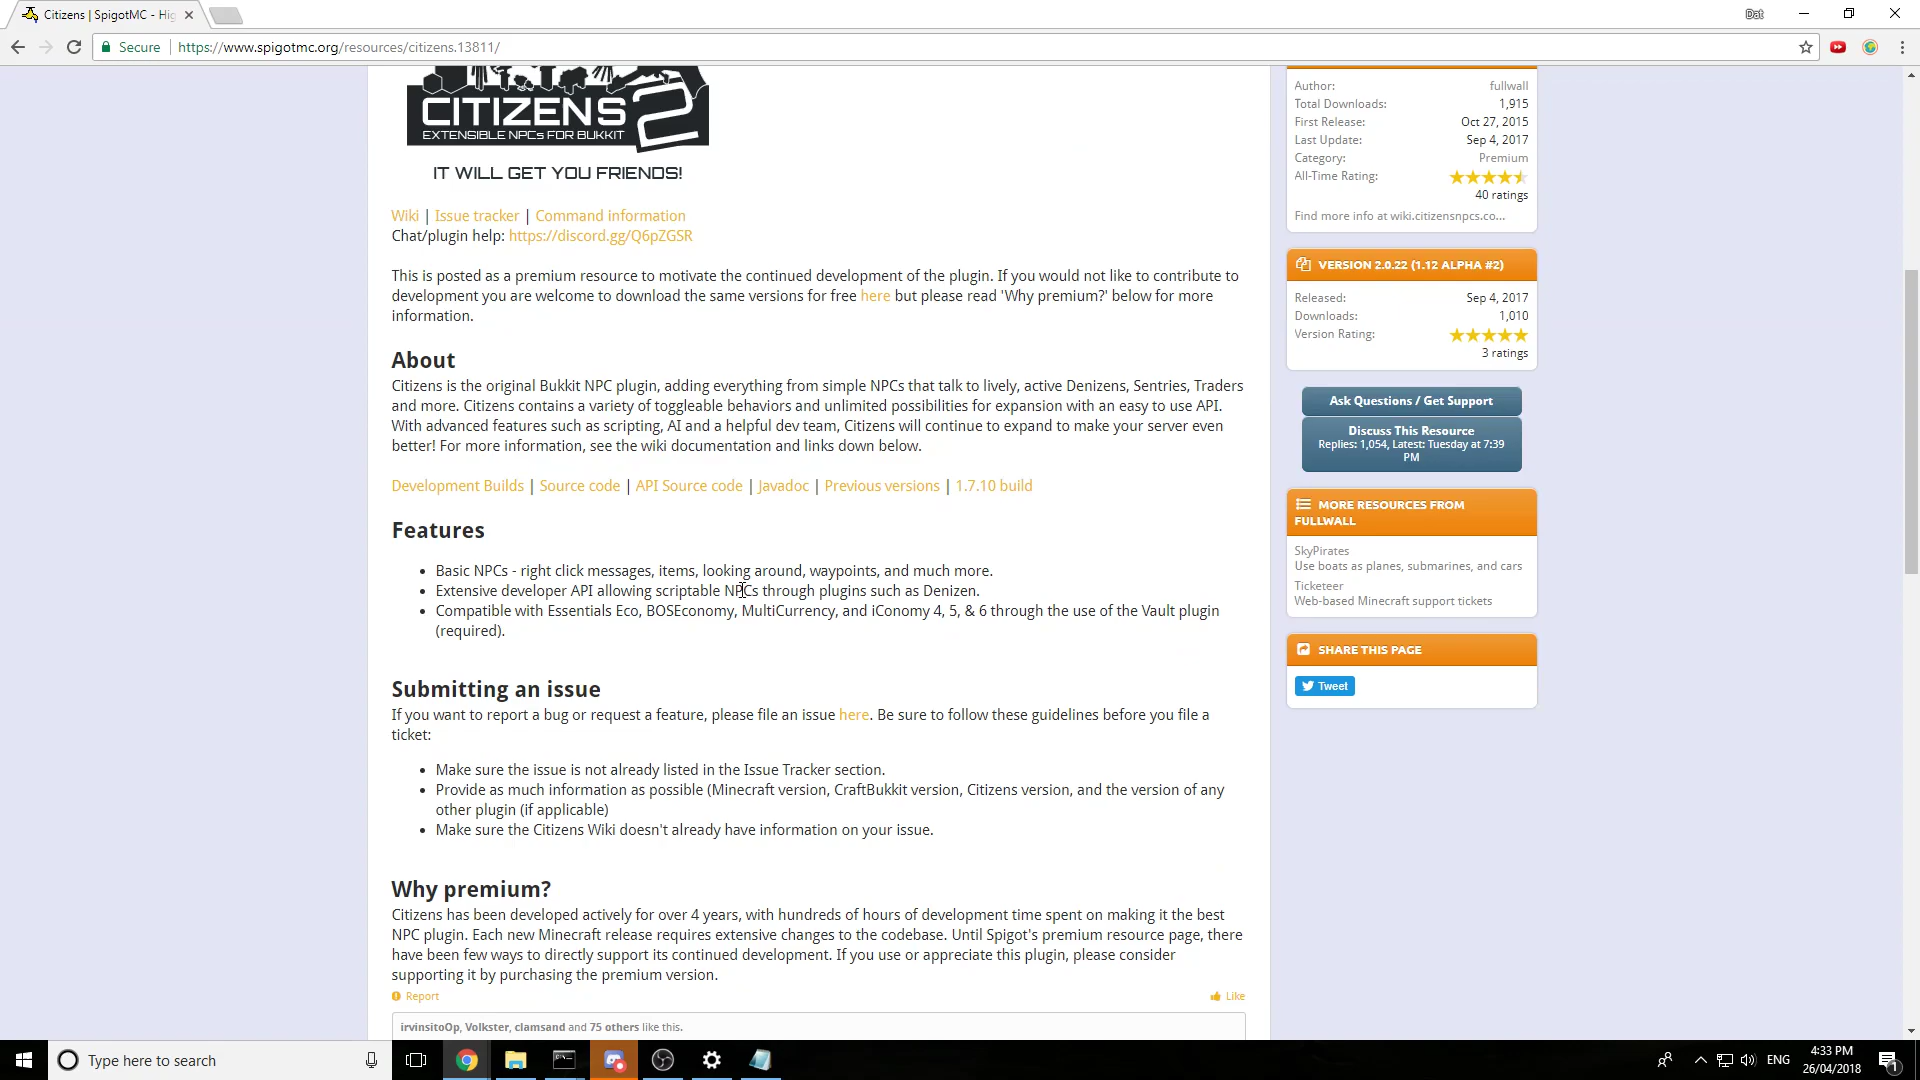 Citizens | SpigotMC - Hig
Dat
Secure | https://www.spigotmc.org/resources/citizens.13811/
CITIZENS 2
EXTENSIBLE NPCs FOR BUKKIT
IT WILL GET YOU FRIENDS!
Wiki | Issue tracker | Command information
Chat/plugin help: https://discord.gg/Q6pZGSR
This is posted as a premium resource to motivate the continued development of the plugin. If you would not like to contribute to
development you are welcome to download the same versions for free here but please read 'Why premium?' below for more
information.
About
Citizens is the original Bukkit NPC plugin, adding everything from simple NPCs that talk to lively, active Denizens, Sentries, Traders
and more. Citizens contains a variety of toggleable behaviors and unlimited possibilities for expansion with an easy to use API.
With advanced features such as scripting, AI and a helpful dev team, Citizens will continue to expand to make your server even
better! For more information, see the wiki documentation and links down below.
Development Builds | Source code | API Source code | Javadoc | Previous versions | 1.7.10 build
Features
• Basic NPCs - right click messages, items, looking around, waypoints, and much more.
• Extensive developer API allowing scriptable NPCs through plugins such as Denizen.
• Compatible with Essentials Eco, BOSEconomy, MultiCurrency, and iConomy 4, 5, & 6 through the use of the Vault plugin
(required).
Submitting an issue
If you want to report a bug or request a feature, please file an issue here. Be sure to follow these guidelines before you file a
ticket:
• Make sure the issue is not already listed in the Issue Tracker section.
• Provide as much information as possible (Minecraft version, CraftBukkit version, Citizens version, and the version of any
other plugin (if applicable)
• Make sure the Citizens Wiki doesn't already have information on your issue.
Why premium?
Citizens has been developed actively for over 4 years, with hundreds of hours of development time spent on making it the best
NPC plugin. Each new Minecraft release requires extensive changes to the codebase. Until Spigot's premium resource page, there
have been few ways to directly support its continued development. If you use or appreciate this plugin, please consider
supporting it by purchasing the premium version.
Report
Like
irvinsitoOp, Volkster, clamsand and 75 others like this.
Author: fullwall
Total Downloads: 1,915
First Release: Oct 27, 2015
Last Update: Sep 4, 2017
Category: Premium
All-Time Rating:
40 ratings
Find more info at wiki.citizensnpcs.co...
VERSION 2.0.22 (1.12 ALPHA #2)
Released: Sep 4, 2017
Downloads: 1,010
Version Rating:
3 ratings
Ask Questions / Get Support
Discuss This Resource
Replies: 1,054, Latest: Tuesday at 7:39
PM
MORE RESOURCES FROM
FULLWALL
SkyPirates
Use boats as planes, submarines, and cars
Ticketeer
Web-based Minecraft support tickets
SHARE THIS PAGE
Tweet
Type here to search
ENG
4:33 PM
26/04/2018
1